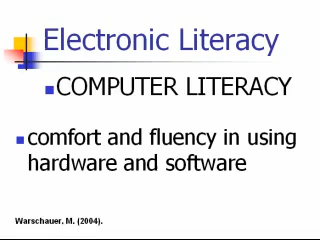 Electronic Literacy
COMPUTER LITERACY
comfort and fluency in using
hardware and software
Warschauer, M. (2004).